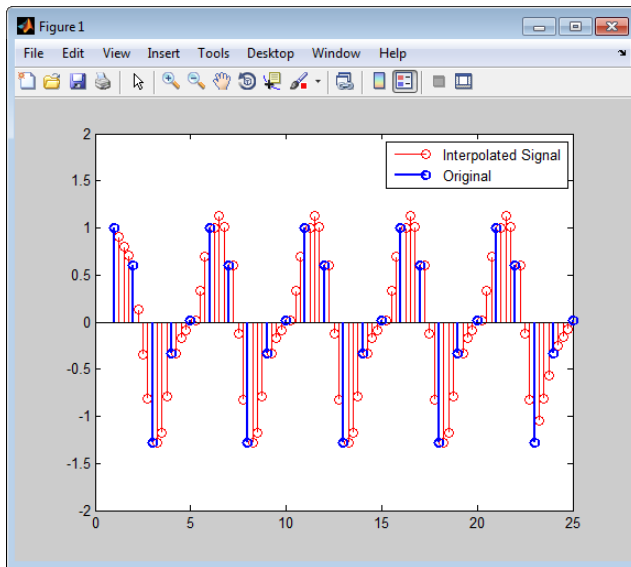 Figure 1
File Edit View Insert Tools Desktop Window Help
2
1.5
1
0.5
0
-0.5
-1
-1.5
-2
0 5 10 15 20 25
Interpolated Signal
Original